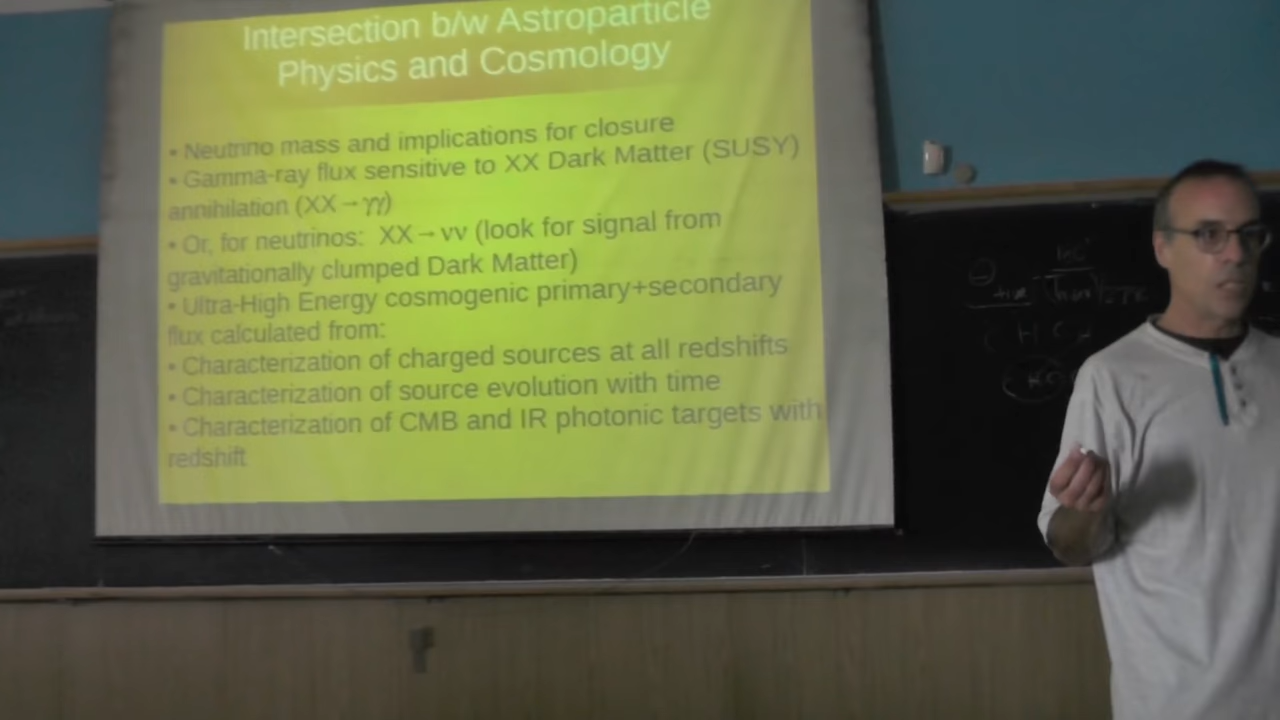 Intersection b/w Astroparticle
Physics and Cosmology
• Neutrino mass and implications for closure
• Gamma-ray flux sensitive to XX Dark Matter (SUSY)
annihilation (XX→γγ)
• Or, for neutrinos: XX→νν (look for signal from
gravitationally clumped Dark Matter)
• Ultra-High Energy cosmogenic primary+secondary
flux calculated from:
• Characterization of charged sources at all redshifts
• Characterization of source evolution with time
• Characterization of CMB and IR photonic targets with
redshift